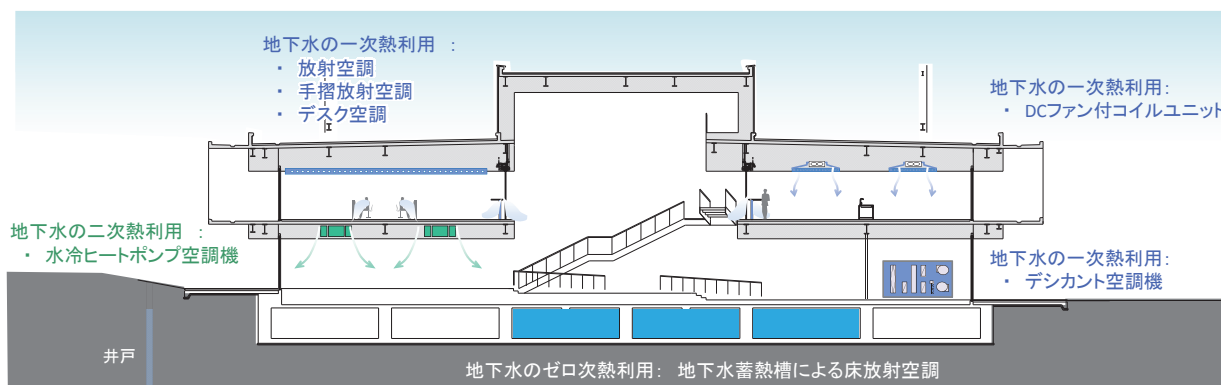 地下水の一次熱利用 :
・ 放射空調
・ 手摺放射空調
・ デスク空調
地下水の一次熱利用:
・ DCファン付コイルユニット
地下水の二次熱利用 :
・ 水冷ヒートポンプ空調機
地下水の一次熱利用:
・ デシカント空調機
井戸
地下水のゼロ次熱利用: 地下水蓄熱槽による床放射空調